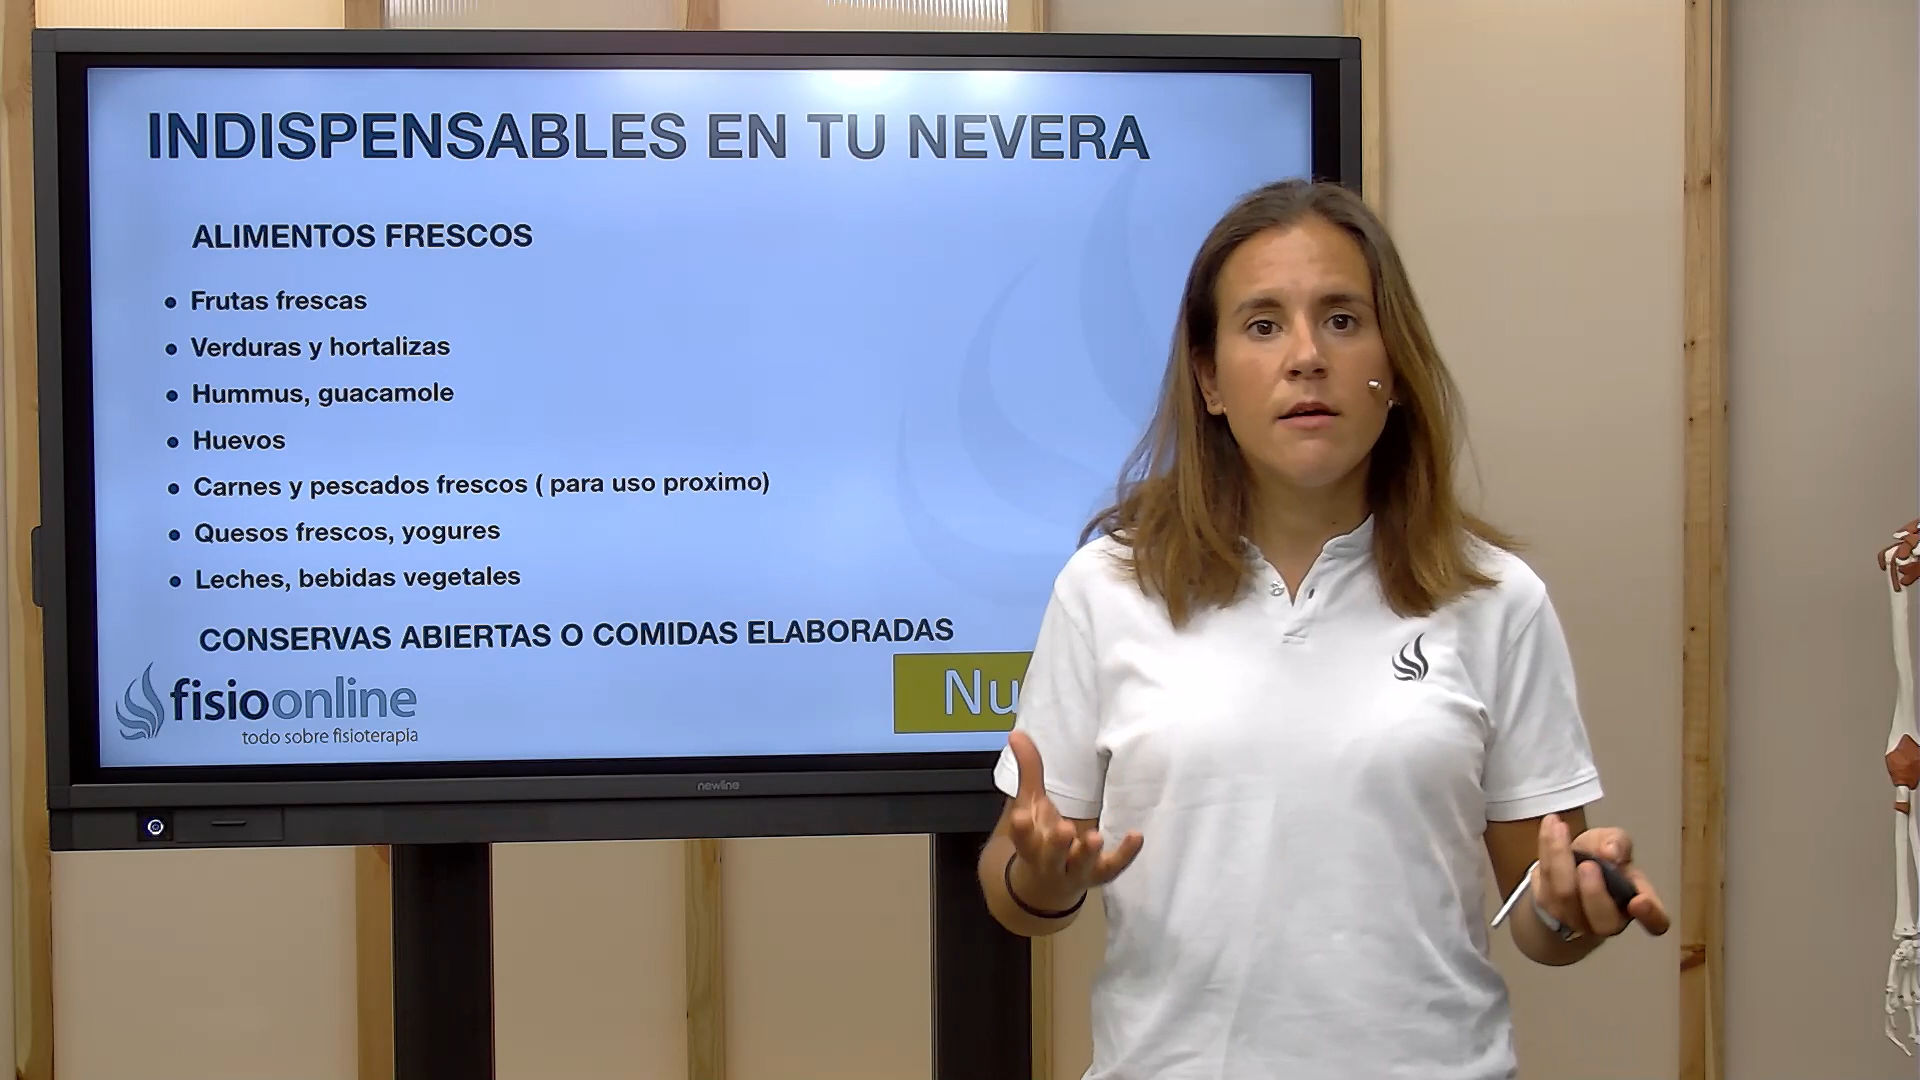 INDISPENSABLES EN TU NEVERA
ALIMENTOS FRESCOS
• Frutas frescas
• Verduras y hortalizas
• Hummus, guacamole
• Huevos
• Carnes y pescados frescos ( para uso proximo)
• Quesos frescos, yogures
• Leches, bebidas vegetales
CONSERVAS ABIERTAS O COMIDAS ELABORADAS
fisioonline
todo sobre fisioterapia
Nu
newline